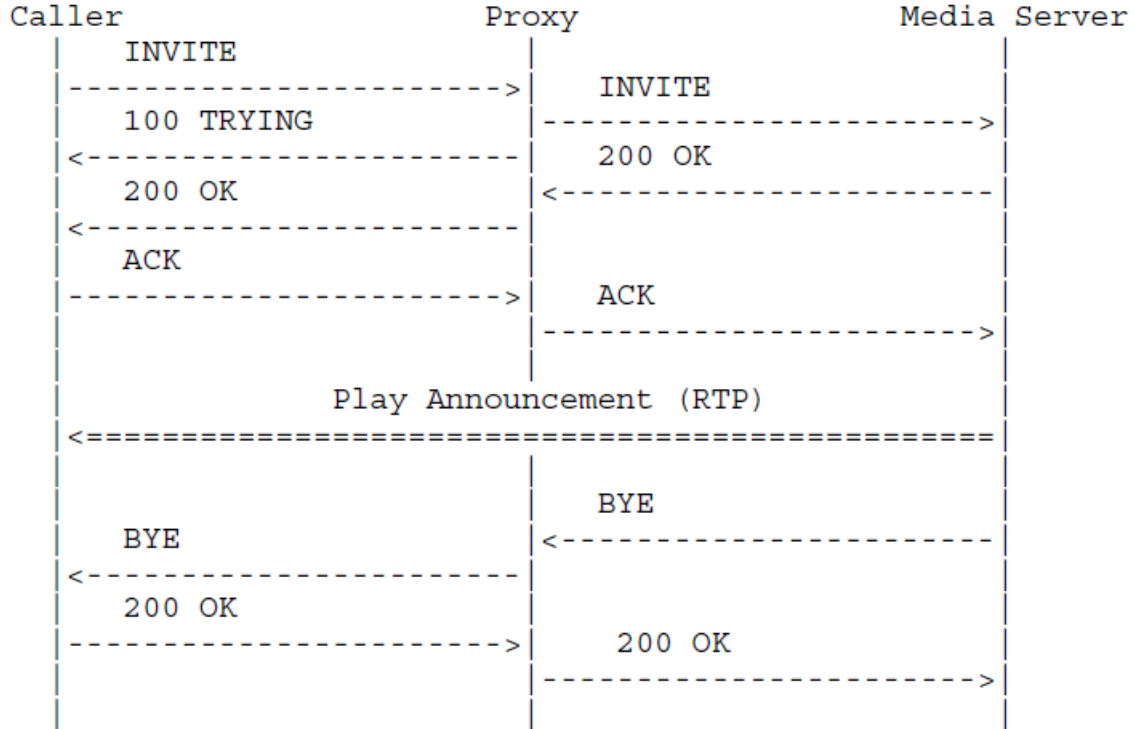 Caller Proxy Media Server
INVITE
INVITE
100 TRYING
200 OK
200 OK
ACK
ACK
Play Announcement (RTP)
BYE
BYE
200 OK
200 OK